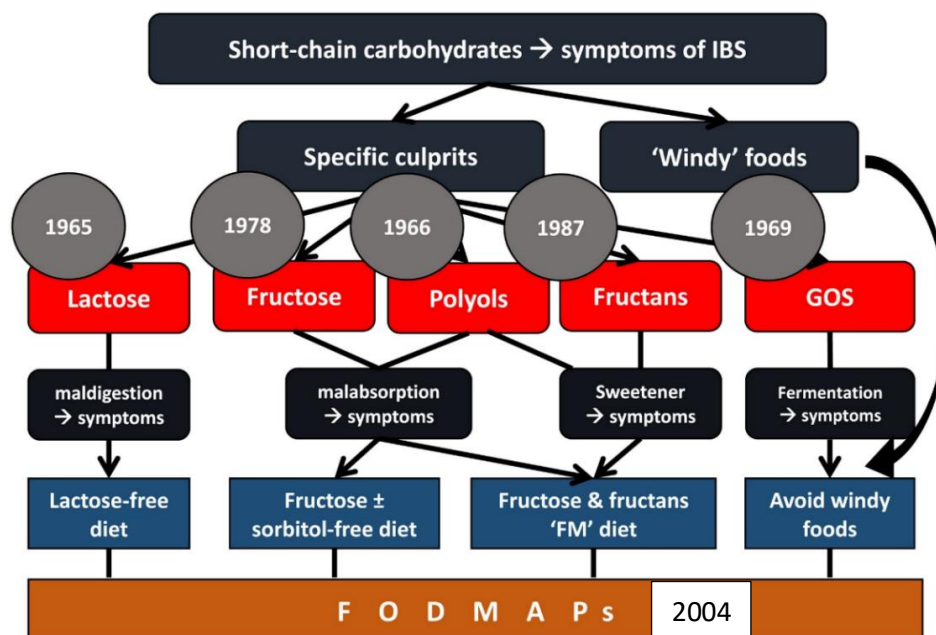 Short-chain carbohydrates → symptoms of IBS
Specific culprits
‘Windy’ foods
1965
1978
1966
1987
1969
Lactose
Fructose
Polyols
Fructans
GOS
maldigestion
→ symptoms
malabsorption
→ symptoms
Sweetener
→ symptoms
Fermentation
→ symptoms
Lactose-free
diet
Fructose ±
sorbitol-free diet
Fructose & fructans
‘FM’ diet
Avoid windy
foods
F O D M A P s
2004